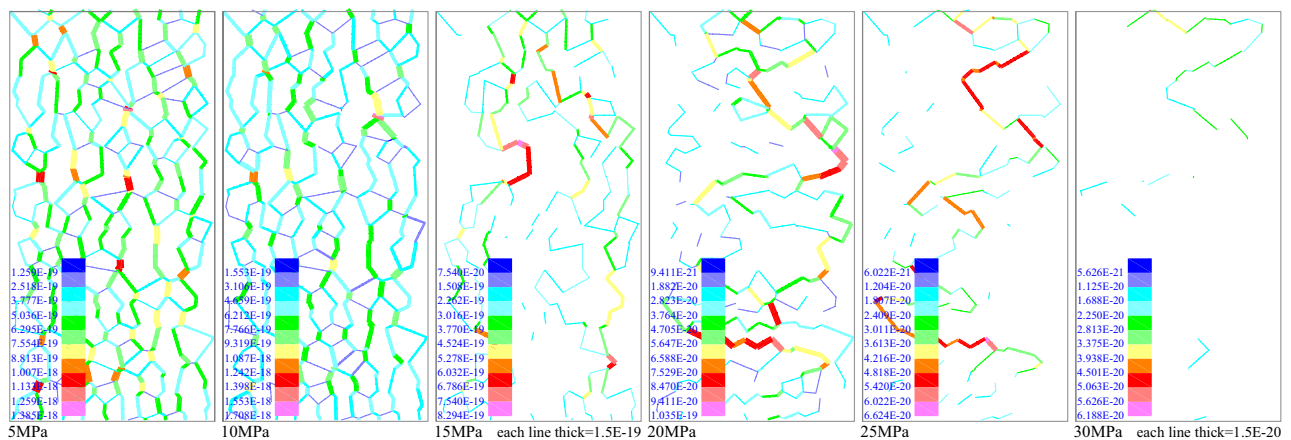 1.259E-19
2.518E-19
3.777E-19
5.036E-19
6.295E-19
7.554E-19
8.813E-19
1.007E-18
1.133E-18
1.259E-18
1.385E-18
5MPa
1.553E-19
3.106E-19
4.659E-19
6.212E-19
7.766E-19
9.319E-19
1.087E-18
1.242E-18
1.398E-18
1.553E-18
1.708E-18
10MPa
7.540E-20
1.508E-19
2.262E-19
3.016E-19
3.770E-19
4.524E-19
5.278E-19
6.032E-19
6.786E-19
7.540E-19
8.294E-19
15MPa each line thick=1.5E-19
9.411E-21
1.882E-20
2.823E-20
3.764E-20
4.705E-20
5.647E-20
6.588E-20
7.529E-20
8.470E-20
9.411E-20
1.035E-19
20MPa
6.022E-21
1.204E-20
1.807E-20
2.409E-20
3.011E-20
3.613E-20
4.216E-20
4.818E-20
5.420E-20
6.022E-20
6.624E-20
25MPa each line thick=1.5E-20
5.626E-21
1.125E-20
1.688E-20
2.250E-20
2.813E-20
3.375E-20
3.938E-20
4.501E-20
5.063E-20
5.626E-20
6.188E-20
30MPa